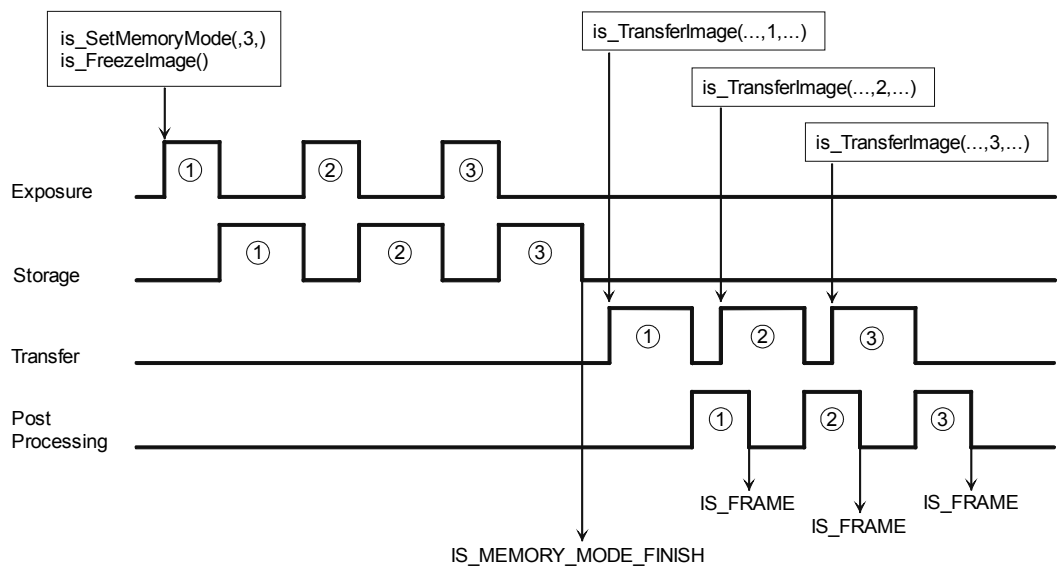 is_SetMemoryMode(,3,)
is_FreezeImage()
is_TransferImage(...,1,...)
is_TransferImage(...,2,...)
is_TransferImage(...,3,...)
Exposure
① ② ③
Storage
① ② ③
Transfer
① ② ③
Post
Processing
① ② ③
IS_FRAME
IS_FRAME
IS_FRAME
IS_MEMORY_MODE_FINISH